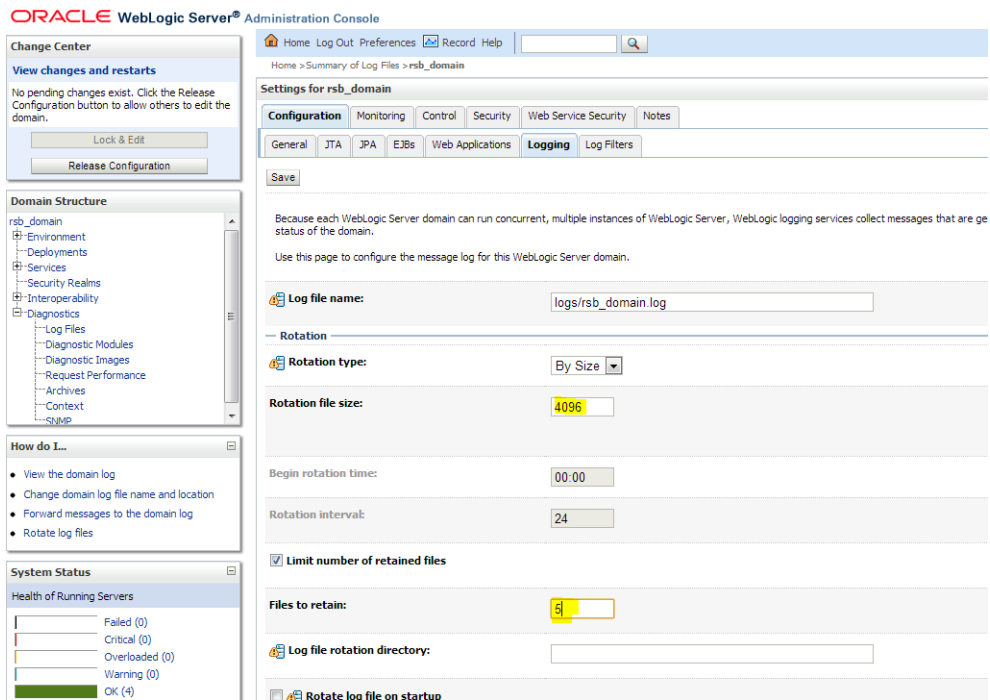 ORACLE WebLogic Server® Administration Console
Change Center
View changes and restarts
No pending changes exist. Click the Release
Configuration button to allow others to edit the
domain.
Lock & Edit
Release Configuration
Domain Structure
rsb_domain
Environment
Deployments
Services
Security Realms
Interoperability
Diagnostics
Log Files
Diagnostic Modules
Diagnostic Images
Request Performance
Archives
Context
SNMP
How do I...
View the domain log
Change domain log file name and location
Forward messages to the domain log
Rotate log files
System Status
Health of Running Servers
Failed (0)
Critical (0)
Overloaded (0)
Warning (0)
OK (4)
Home Log Out Preferences Record Help
Home >Summary of Log Files >rsb_domain
Settings for rsb_domain
Configuration Monitoring Control Security Web Service Security Notes
General JTA JPA EJBs Web Applications Logging Log Filters
Save
Because each WebLogic Server domain can run concurrent, multiple instances of WebLogic Server, WebLogic logging services collect messages that are ge
status of the domain.
Use this page to configure the message log for this WebLogic Server domain.
Log file name: logs/rsb_domain.log
Rotation
Rotation type: By Size
Rotation file size: 4096
Begin rotation time: 00:00
Rotation interval: 24
Limit number of retained files
Files to retain: 5
Log file rotation directory:
Rotate log file on startup